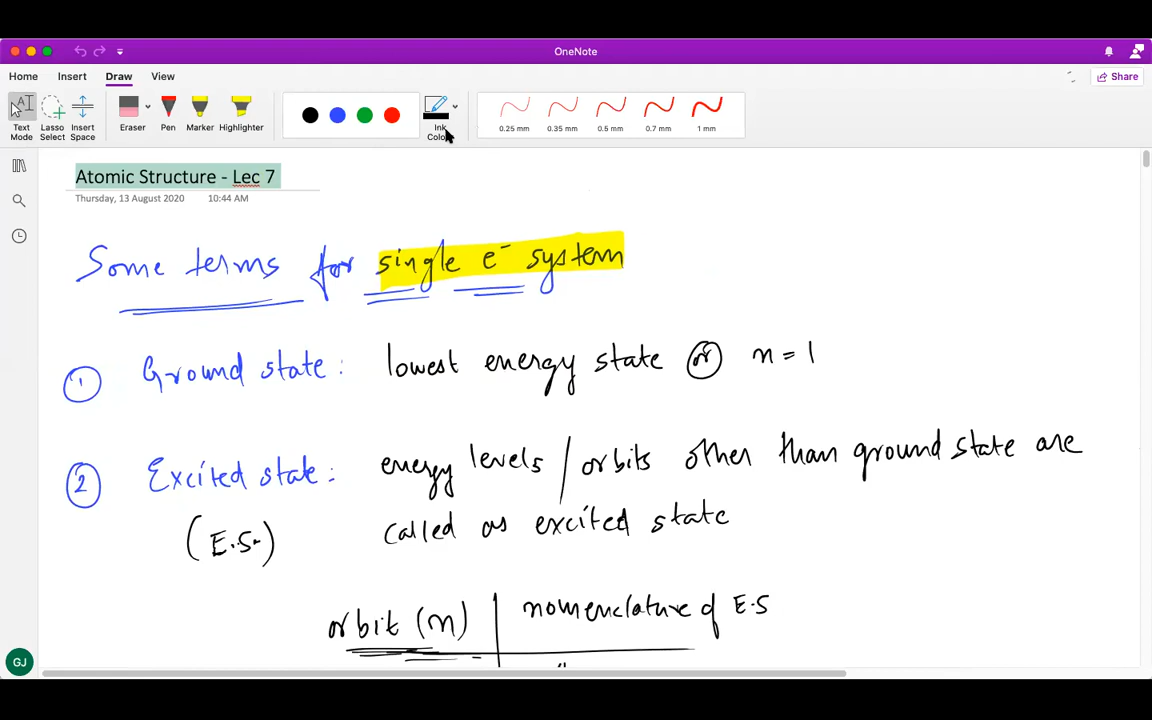 OneNote
Home Insert Draw View Share
Text Mode Lasso Select Insert Space Eraser Pen Marker Highlighter Ink 0.25 mm 0.35 mm 0.5 mm 0.7 mm 1 mm
Atomic Structure - Lec 7
Thursday, 13 August 2020 10:44 AM
Some terms for single e⁻ system
1 Ground state : lowest energy state or n = 1
2 Excited state : energy levels / orbits other than ground state are
(E.S.) called as excited state
orbit (n) | nomenclature of E.S
GJ